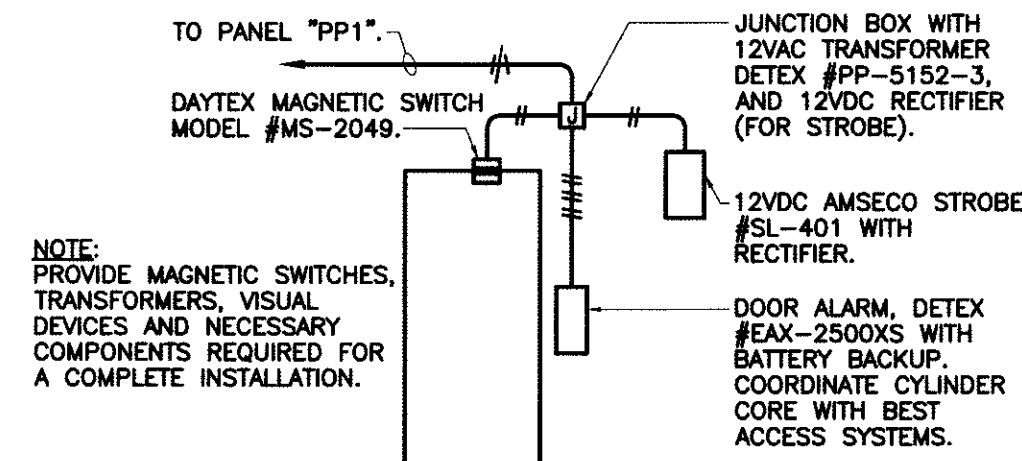 TO PANEL "PP1".
DAYTEX MAGNETIC SWITCH
MODEL #MS-2049.
JUNCTION BOX WITH
12VAC TRANSFORMER
DETEX #PP-5152-3,
AND 12VDC RECTIFIER
(FOR STROBE).
J
12VDC AMSECO STROBE
#SL-401 WITH
RECTIFIER.
NOTE:
PROVIDE MAGNETIC SWITCHES,
TRANSFORMERS, VISUAL
DEVICES AND NECESSARY
COMPONENTS REQUIRED FOR
A COMPLETE INSTALLATION.
DOOR ALARM, DETEX
#EAX-2500XS WITH
BATTERY BACKUP.
COORDINATE CYLINDER
CORE WITH BEST
ACCESS SYSTEMS.